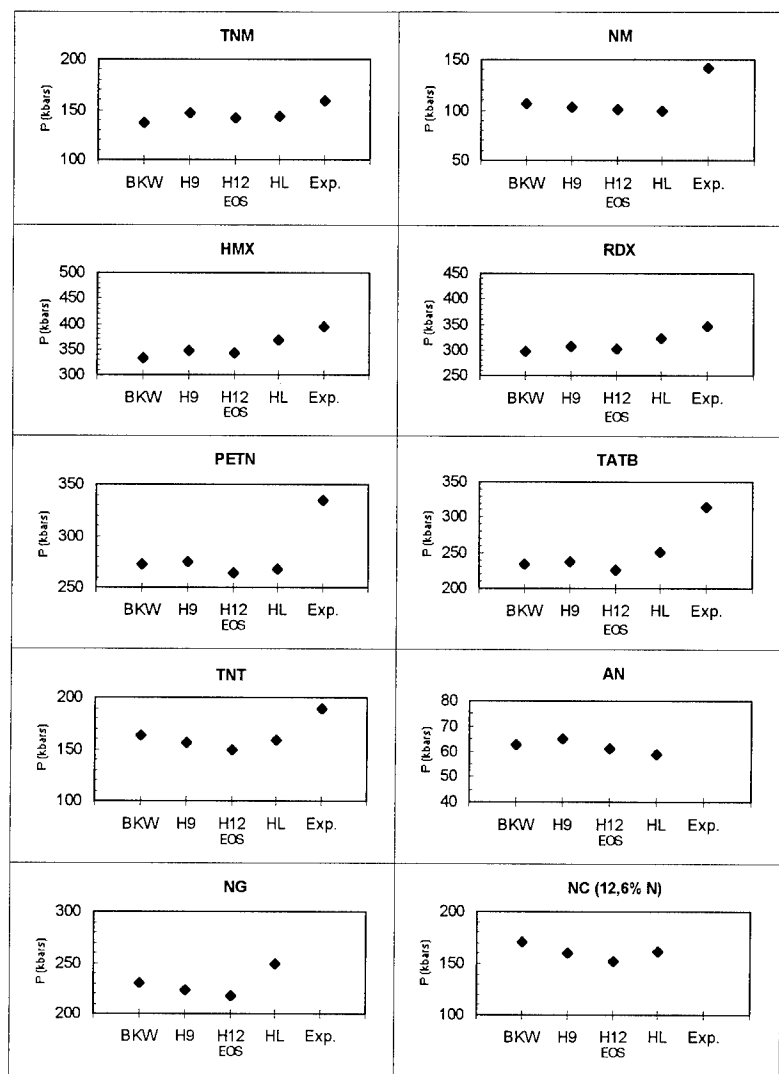 TNM
P (kbars)
200
150
100
BKW H9 H12 HL Exp.
EOS
NM
P (kbars)
150
100
50
BKW H9 H12 HL Exp.
EOS
HMX
P (kbars)
500
450
400
350
300
BKW H9 H12 HL Exp.
EOS
RDX
P (kbars)
450
400
350
300
250
BKW H9 H12 HL Exp.
EOS
PETN
P (kbars)
350
300
250
BKW H9 H12 HL Exp.
EOS
TATB
P (kbars)
350
300
250
200
BKW H9 H12 HL Exp.
EOS
TNT
P (kbars)
200
150
100
BKW H9 H12 HL Exp.
EOS
AN
P (kbars)
80
70
60
50
40
BKW H9 H12 HL Exp.
EOS
NG
P (kbars)
300
250
200
BKW H9 H12 HL Exp.
EOS
NC (12,6% N)
P (kbars)
200
150
100
BKW H9 H12 HL Exp.
EOS